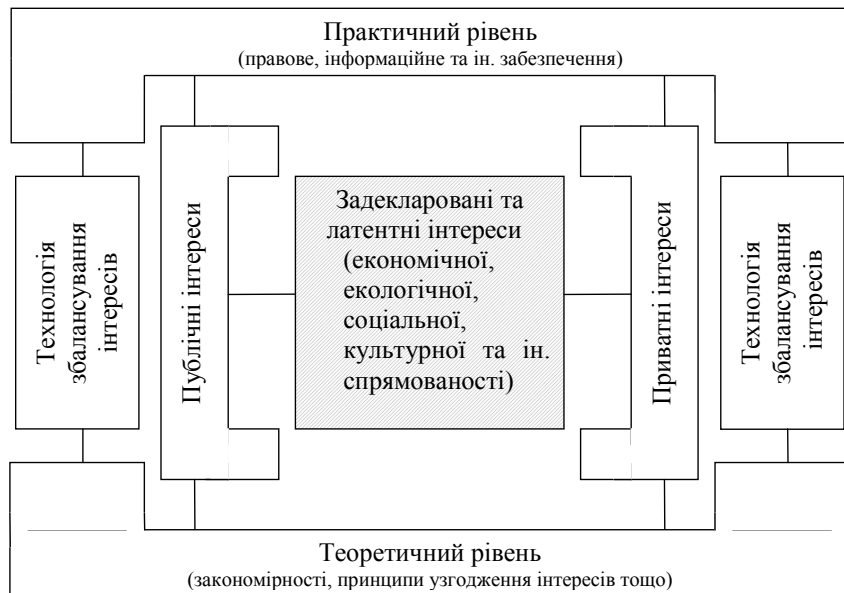 Практичний рівень
(правове, інформаційне та ін. забезпечення)
Технологія
збалансування
інтересів
Публічні інтереси
Задекларовані та
латентні інтереси
(економічної,
екологічної,
соціальної,
культурної та ін.
спрямованості)
Приватні інтереси
Технологія
збалансування
інтересів
Теоретичний рівень
(закономірності, принципи узгодження інтересів тощо)